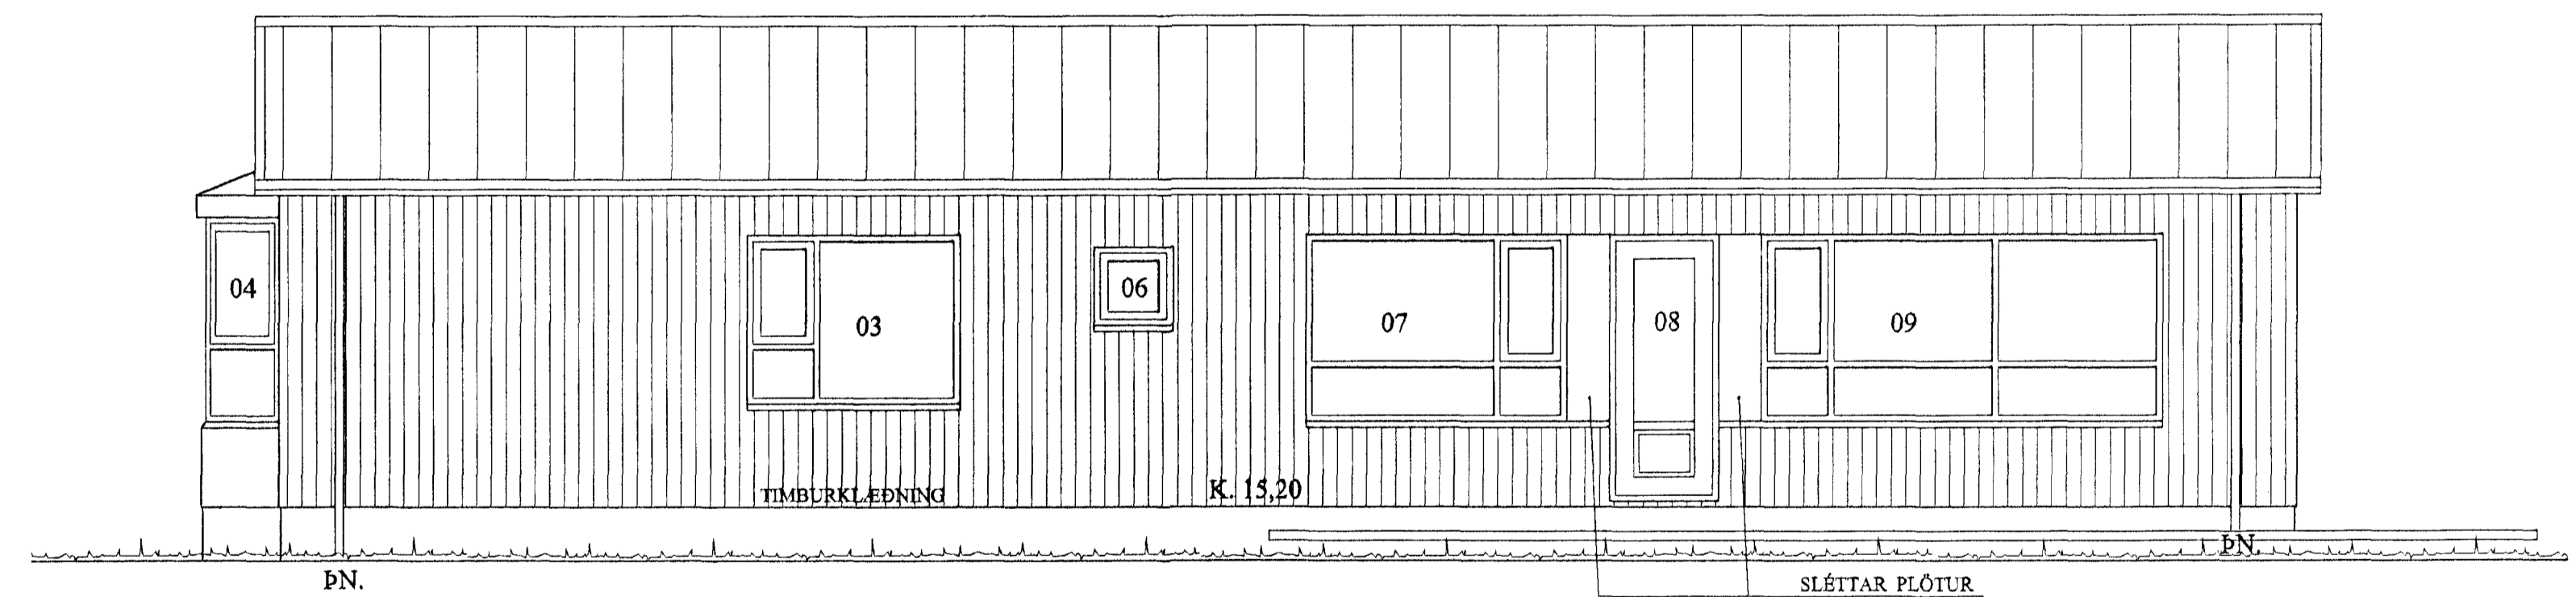 04
03
06
07
08
09
TIMBURKLÆÐNING
K. 15,20
ÞN.
ÞN.
SLÉTTAR PLÖTUR